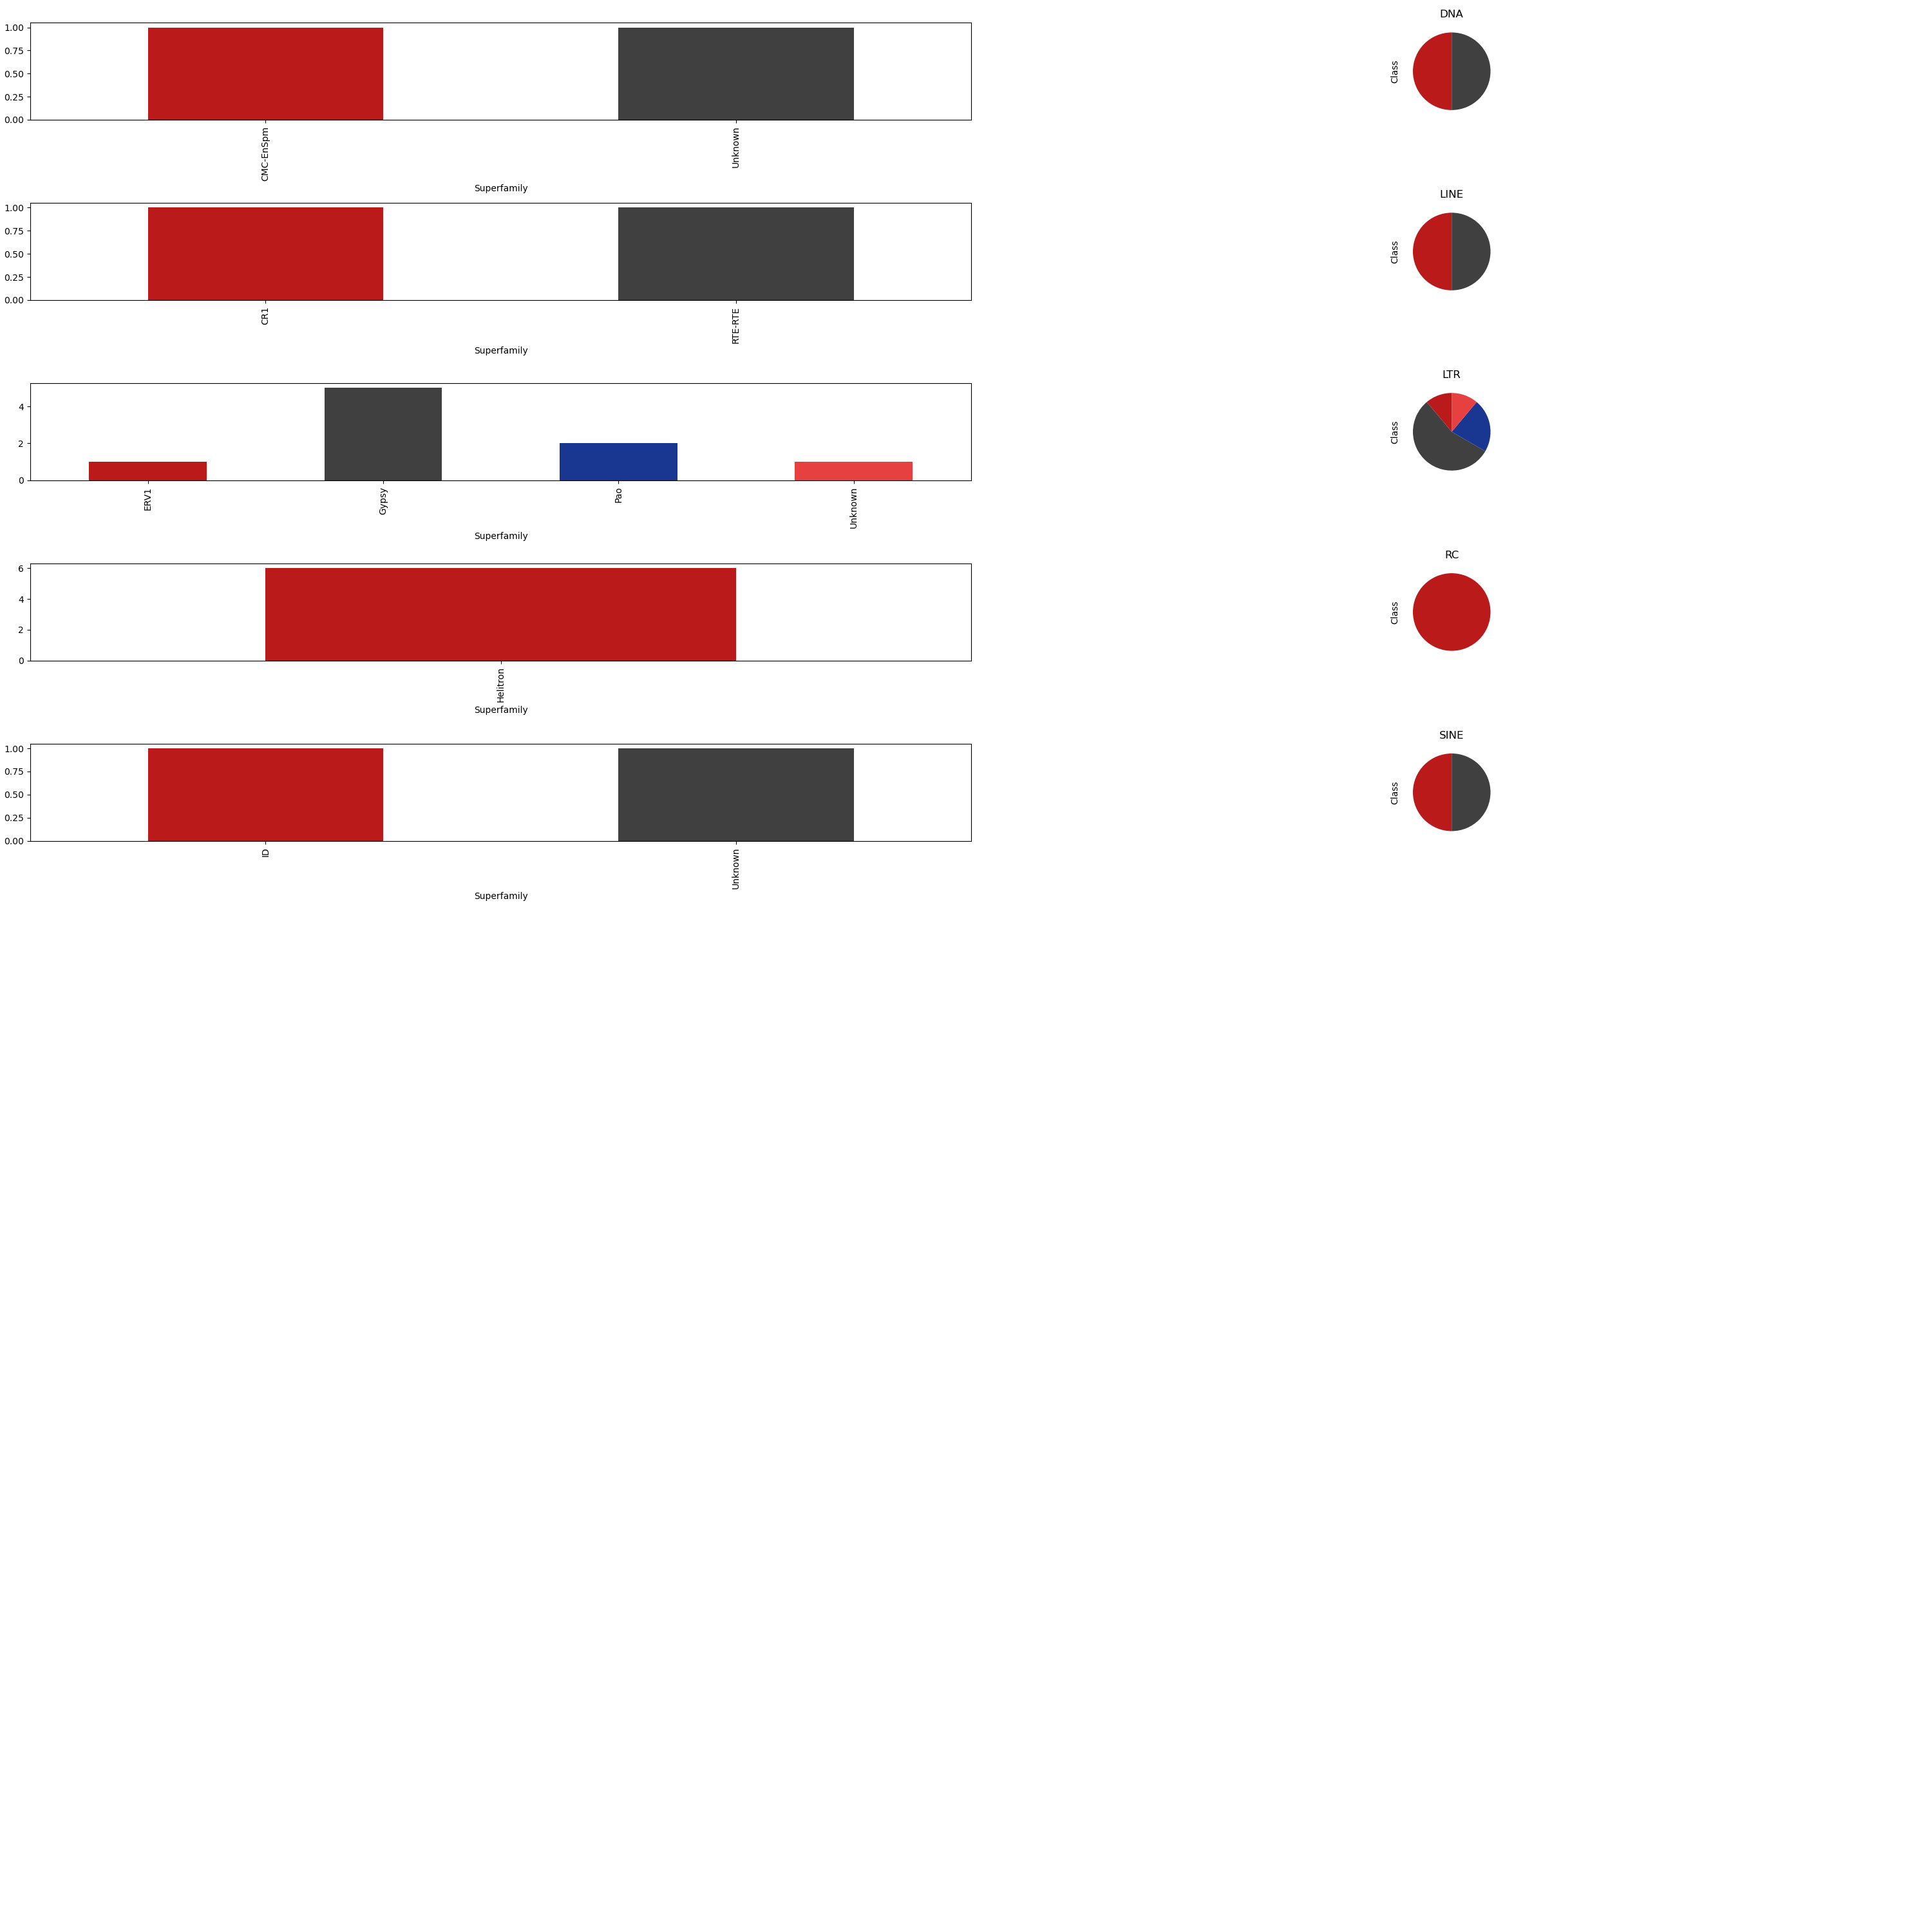 DNA
1.00
0.75
0.50
0.25
0.00
Class
CMC-EnSpm
Unknown
Superfamily
LINE
1.00
0.75
0.50
0.25
0.00
Class
CR1
RTE-RTE
Superfamily
LTR
4
2
0
Class
ERV1
Gypsy
Pao
Unknown
Superfamily
RC
6
4
2
0
Class
Helitron
Superfamily
SINE
1.00
0.75
0.50
0.25
0.00
Class
ID
Unknown
Superfamily